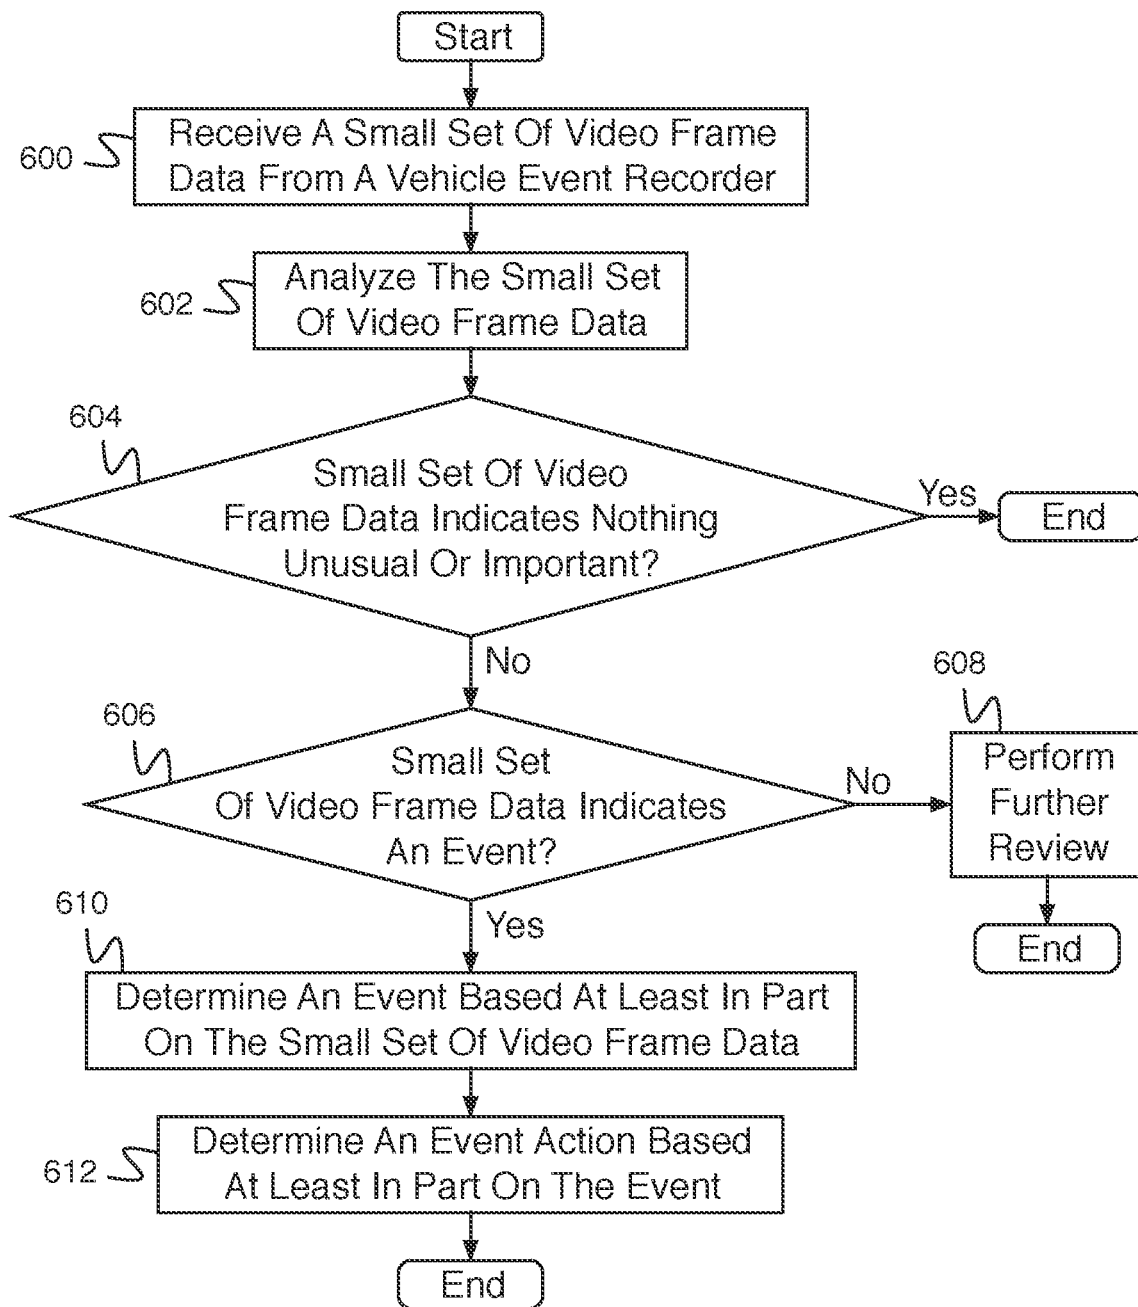 Start
600
Receive A Small Set Of Video Frame
Data From A Vehicle Event Recorder
602
Analyze The Small Set
Of Video Frame Data
604
Small Set Of Video
Frame Data Indicates Nothing
Unusual Or Important?
Yes
End
No
606
Small Set
Of Video Frame Data Indicates
An Event?
No
608
Perform
Further
Review
End
Yes
610
Determine An Event Based At Least In Part
On The Small Set Of Video Frame Data
612
Determine An Event Action Based
At Least In Part On The Event
End